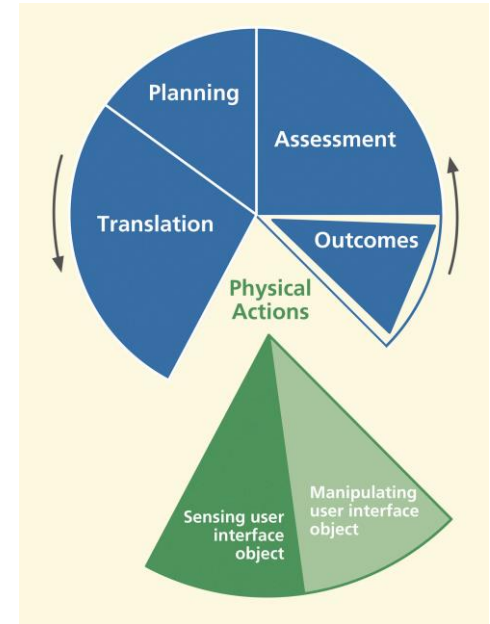 Planning
Assessment
Translation
Outcomes
Physical
Actions
Sensing user
interface
object
Manipulating
user interface
object